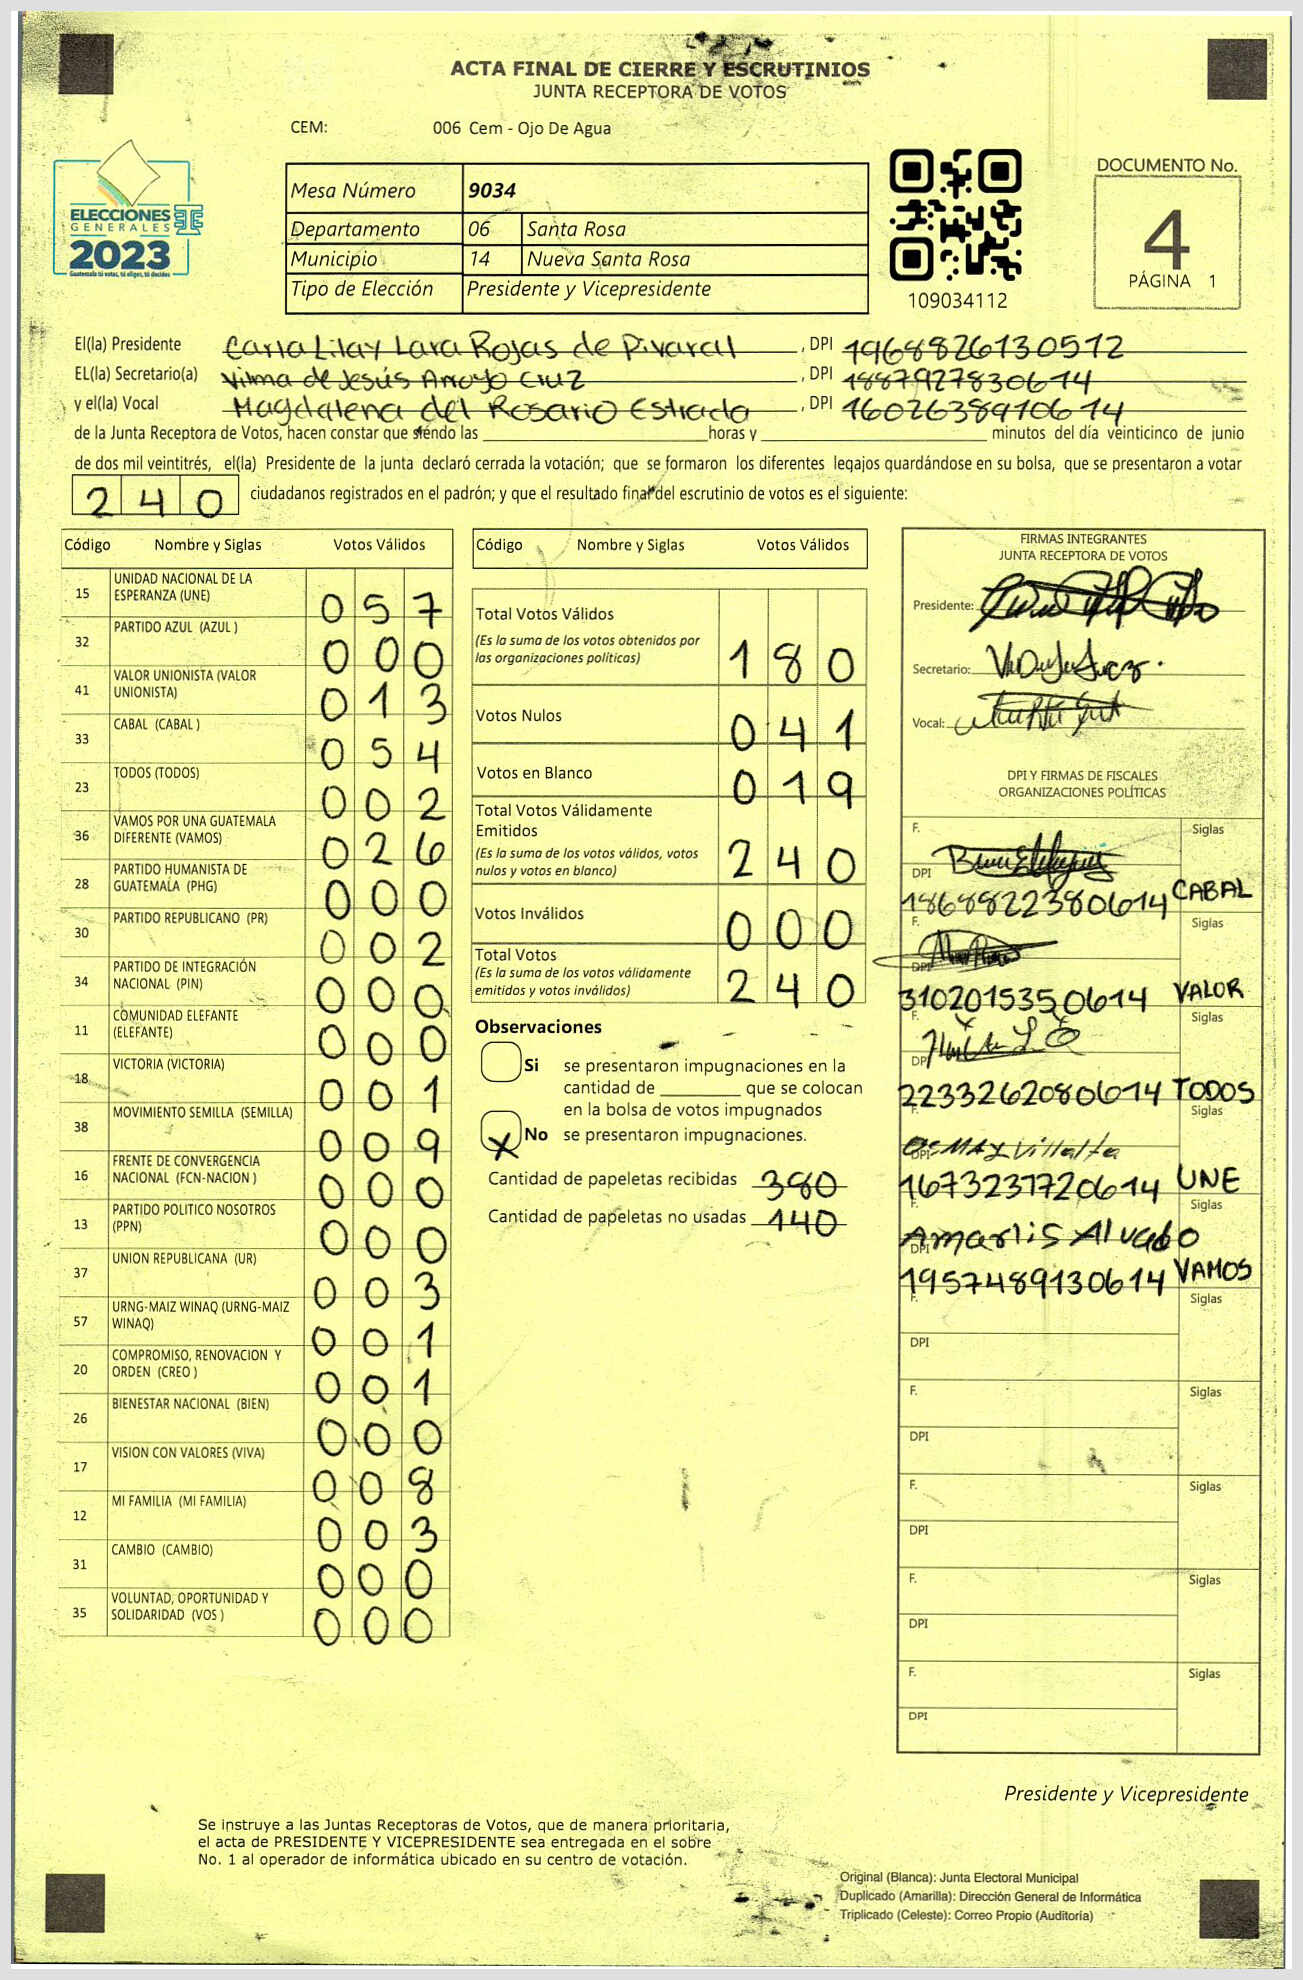 ACTA FINAL DE CIERRE Y ESCRUTINIOS
JUNTA RECEPTORA DE VOTOS
CEM: 006 Cem - Ojo De Agua
ELECCIONES
GENERALES
2023
Guatemala tú votas, tú eliges, tú decides
Mesa Número 9034
Departamento 06 Santa Rosa
Municipio 14 Nueva Santa Rosa
Tipo de Elección Presidente y Vicepresidente
109034112
DOCUMENTO No.
4
PÁGINA 1
El(la) Presidente Carla Lilay Lara Rojas de Pivaral, DPI 1968826130512
EL(la) Secretario(a) Vilma de Jesús Arroyo Cruz, DPI 1887927830614
y el(la) Vocal Magdalena del Rosario Estrada, DPI 1602638910614
de la Junta Receptora de Votos, hacen constar que siendo las ____ horas y ____ minutos del día veinticinco de junio
de dos mil veintitrés, el(la) Presidente de la junta declaró cerrada la votación; que se formaron los diferentes legajos quardándose en su bolsa, que se presentaron a votar
240 ciudadanos registrados en el padrón; y que el resultado final del escrutinio de votos es el siguiente:
Código Nombre y Siglas Votos Válidos
15 UNIDAD NACIONAL DE LA ESPERANZA (UNE) 057
32 PARTIDO AZUL (AZUL ) 000
41 VALOR UNIONISTA (VALOR UNIONISTA) 013
33 CABAL (CABAL ) 054
23 TODOS (TODOS) 002
36 VAMOS POR UNA GUATEMALA DIFERENTE (VAMOS) 026
28 PARTIDO HUMANISTA DE GUATEMALA (PHG) 000
30 PARTIDO REPUBLICANO (PR) 002
34 PARTIDO DE INTEGRACIÓN NACIONAL (PIN) 000
11 COMUNIDAD ELEFANTE (ELEFANTE) 000
18 VICTORIA (VICTORIA) 001
38 MOVIMIENTO SEMILLA (SEMILLA) 009
16 FRENTE DE CONVERGENCIA NACIONAL (FCN-NACION ) 000
13 PARTIDO POLITICO NOSOTROS (PPN) 000
37 UNION REPUBLICANA (UR) 003
57 URNG-MAIZ WINAQ (URNG-MAIZ WINAQ) 001
20 COMPROMISO, RENOVACION Y ORDEN (CREO ) 001
26 BIENESTAR NACIONAL (BIEN) 000
17 VISION CON VALORES (VIVA) 008
12 MI FAMILIA (MI FAMILIA) 003
31 CAMBIO (CAMBIO) 000
35 VOLUNTAD, OPORTUNIDAD Y SOLIDARIDAD (VOS ) 000
Código Nombre y Siglas Votos Válidos
Total Votos Válidos
(Es la suma de los votos obtenidos por las organizaciones políticas) 180
Votos Nulos 041
Votos en Blanco 019
Total Votos Válidamente Emitidos
(Es la suma de los votos válidos, votos nulos y votos en blanco) 240
Votos Inválidos 000
Total Votos
(Es la suma de los votos válidamente emitidos y votos inválidos) 240
Observaciones
Si se presentaron impugnaciones en la
cantidad de ____ que se colocan
en la bolsa de votos impugnados
X No se presentaron impugnaciones.
Cantidad de papeletas recibidas 380
Cantidad de papeletas no usadas 140
FIRMAS INTEGRANTES
JUNTA RECEPTORA DE VOTOS
Presidente:
Secretario:
Vocal:
DPI Y FIRMAS DE FISCALES
ORGANIZACIONES POLÍTICAS
F. Siglas
DPI 1868822380614 CABAL
F. Siglas
DPI 3102015350614 VALOR
F. Siglas
DPI 2233262080614 TODOS
F. Siglas
Villalta
DPI 1673231720614 UNE
F. Siglas
Amarlis Alvado
DPI 1957489130614 VAMOS
F. Siglas
DPI
F. Siglas
DPI
F. Siglas
DPI
F. Siglas
DPI
F. Siglas
DPI
Presidente y Vicepresidente
Se instruye a las Juntas Receptoras de Votos, que de manera prioritaria,
el acta de PRESIDENTE Y VICEPRESIDENTE sea entregada en el sobre
No. 1 al operador de informática ubicado en su centro de votación.
Original (Blanca): Junta Electoral Municipal
Duplicado (Amarilla): Dirección General de Informática
Triplicado (Celeste): Correo Propio (Auditoría)